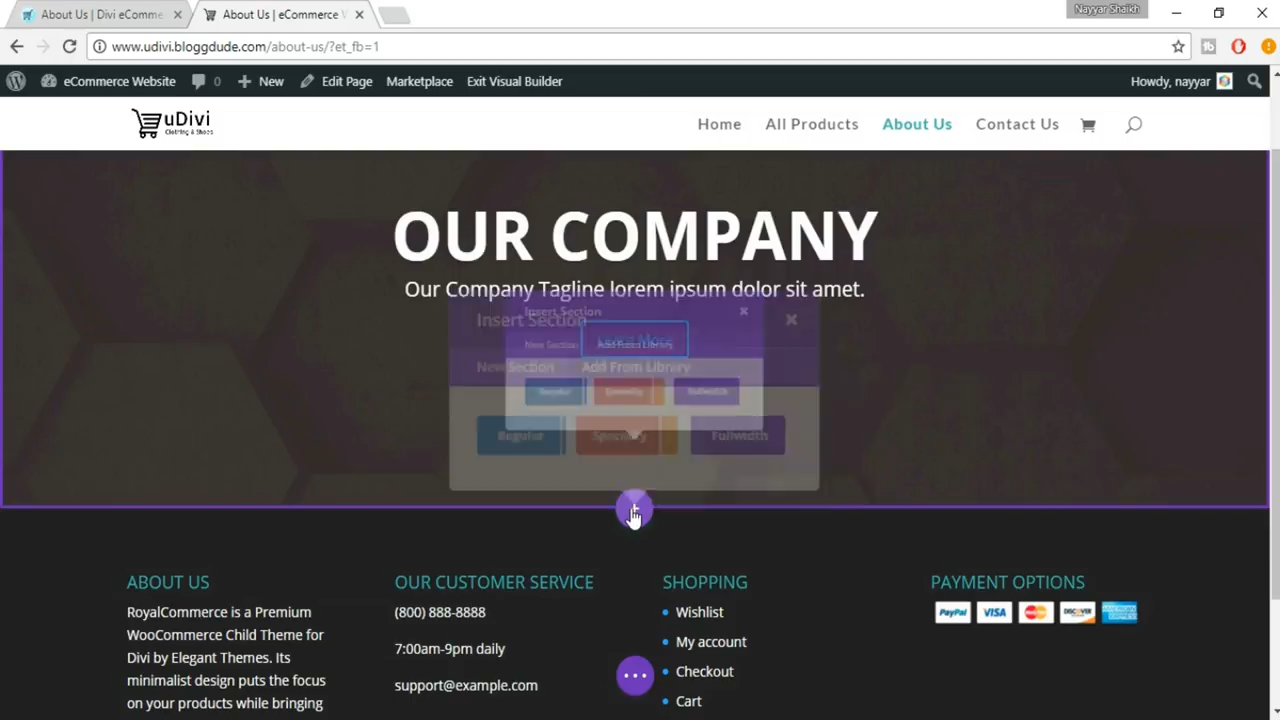 About Us | Divi eComme
About Us | eCommerce W
Nayyar Shaikh
www.udivi.bloggdude.com/about-us/?et_fb=1
eCommerce Website
0
New
Edit Page
Marketplace
Exit Visual Builder
Howdy, nayyar
uDivi
Clothing & Shoes
Home
All Products
About Us
Contact Us
OUR COMPANY
Our Company Tagline lorem ipsum dolor sit amet.
Insert Section
Insert Section
Learn More
New Section
Add From Library
New Section
Add From Library
Regular
Specialty
Fullwidth
Regular
Specialty
Fullwidth
ABOUT US
RoyalCommerce is a Premium
WooCommerce Child Theme for
Divi by Elegant Themes. Its
minimalist design puts the focus
on your products while bringing
OUR CUSTOMER SERVICE
(800) 888-8888
7:00am-9pm daily
support@example.com
SHOPPING
Wishlist
My account
Checkout
Cart
PAYMENT OPTIONS
PayPal
VISA
MasterCard
DISCOVER